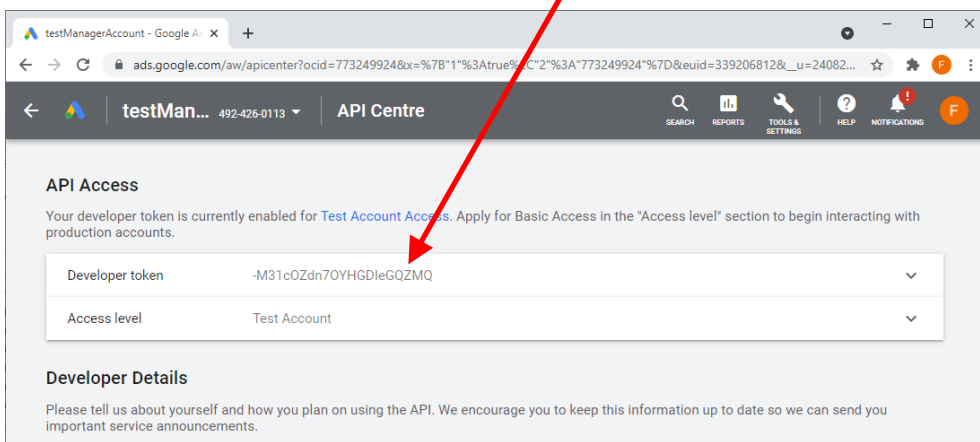 testManagerAccount - Google A
ads.google.com/aw/apicenter?ocid=773249924&x=%7B"1"%3Atrue%2C"2"%3A"773249924"%7D&euid=339206812&__u=24082...
F
testMan... 492-426-0113 API Centre
SEARCH REPORTS TOOLS & SETTINGS HELP NOTIFICATIONS
F
API Access
Your developer token is currently enabled for Test Account Access. Apply for Basic Access in the "Access level" section to begin interacting with
production accounts.
Developer token -M31cOZdn7OYHGDIeGQZMQ
Access level Test Account
Developer Details
Please tell us about yourself and how you plan on using the API. We encourage you to keep this information up to date so we can send you
important service announcements.